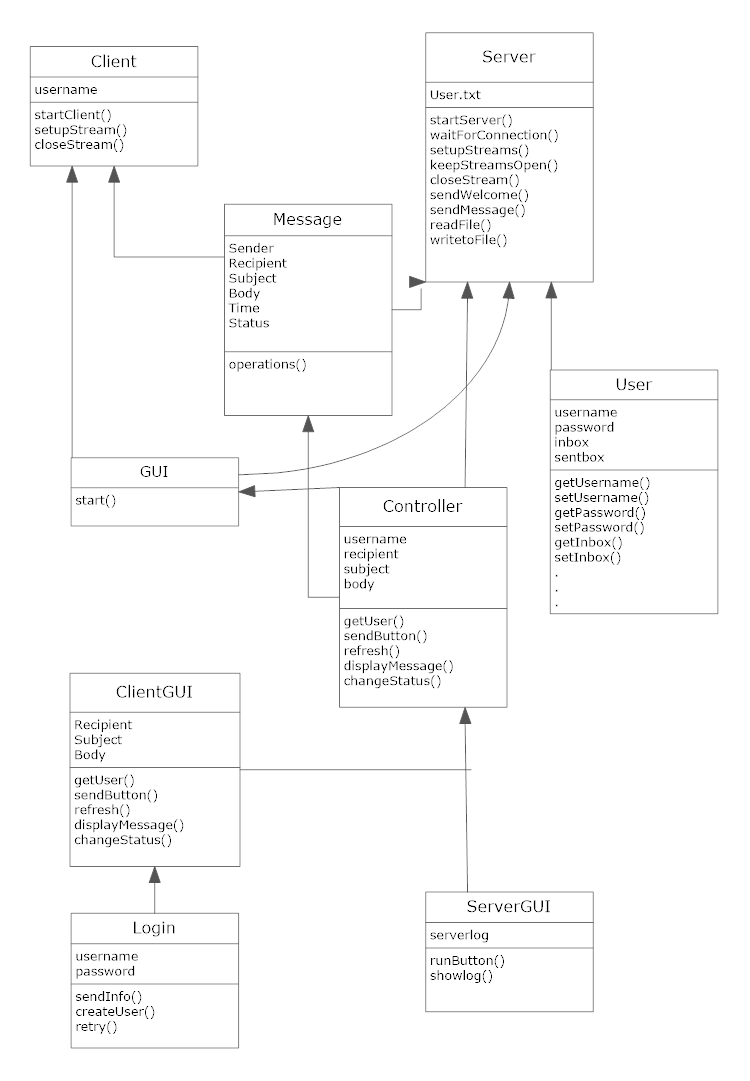 Client
username
startClient()
setupStream()
closeStream()
Server
User.txt
startServer()
waitForConnection()
setupStreams()
keepStreamsOpen()
closeStream()
sendWelcome()
sendMessage()
readFile()
writetoFile()
Message
Sender
Recipient
Subject
Body
Time
Status
operations()
User
username
password
inbox
sentbox
getUsername()
setUsername()
getPassword()
setPassword()
getInbox()
setInbox()
.
.
.
GUI
start()
Controller
username
recipient
subject
body
getUser()
sendButton()
refresh()
displayMessage()
changeStatus()
ClientGUI
Recipient
Subject
Body
getUser()
sendButton()
refresh()
displayMessage()
changeStatus()
Login
username
password
sendInfo()
createUser()
retry()
ServerGUI
serverlog
runButton()
showlog()